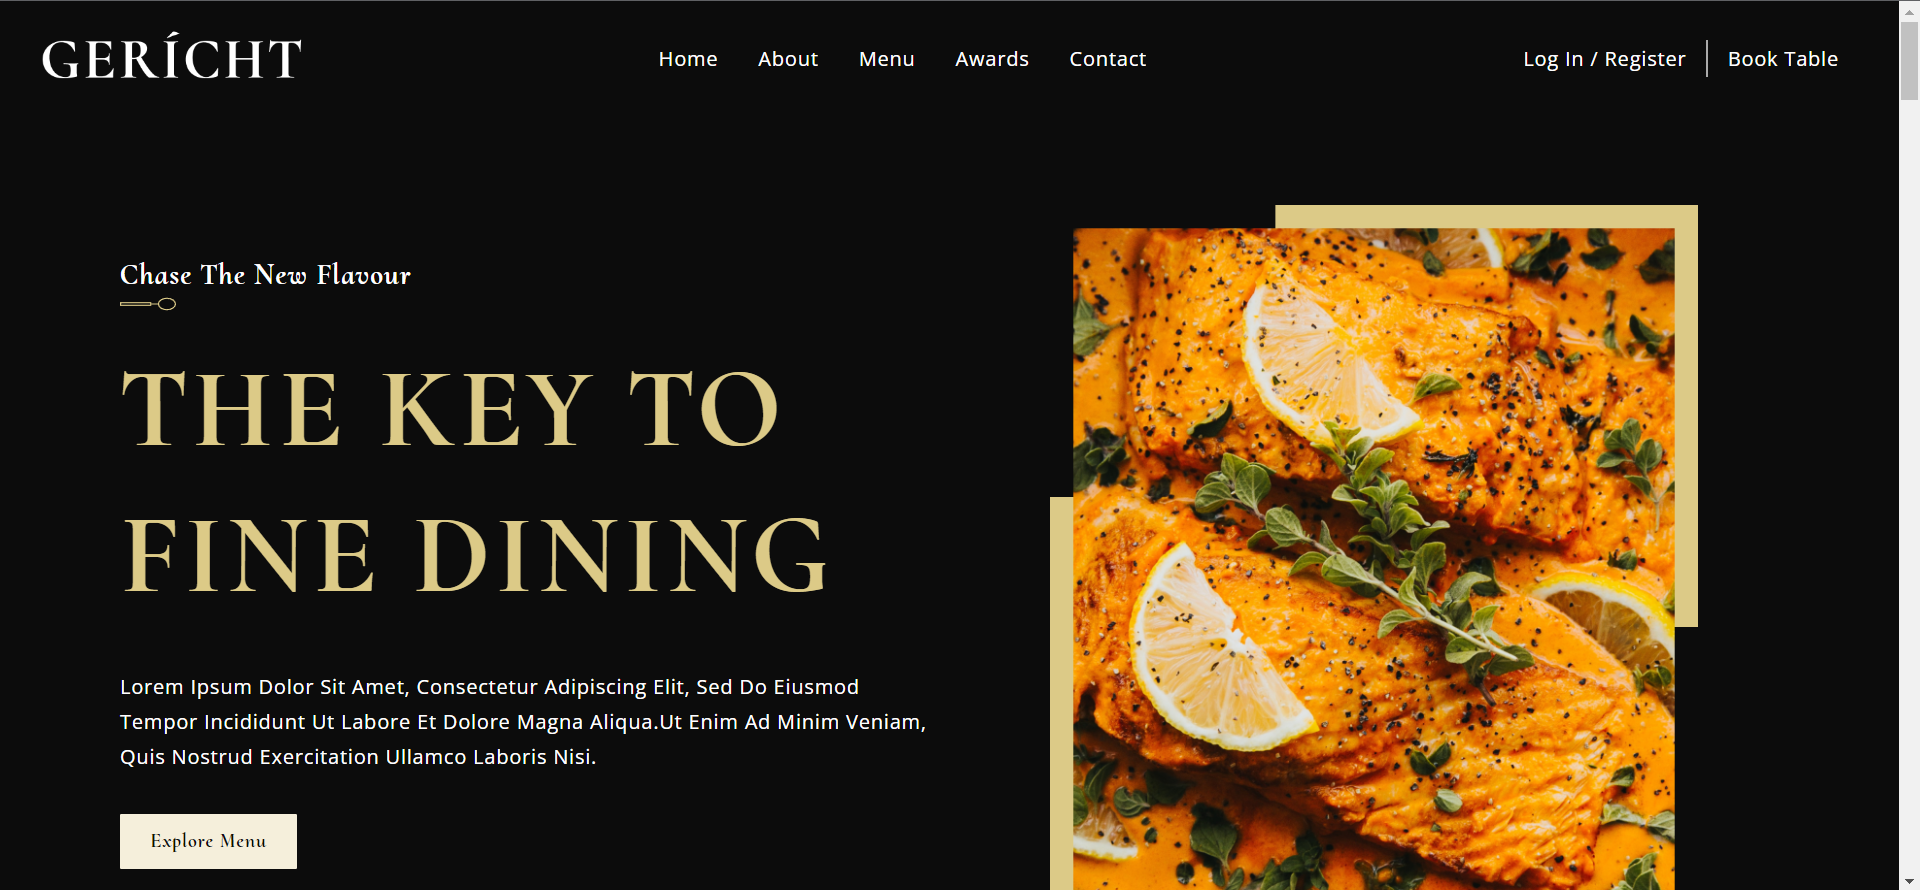 GERÍCHT
Home About Menu Awards Contact
Log In / Register Book Table
Chase The New Flavour
THE KEY TO
FINE DINING
Lorem Ipsum Dolor Sit Amet, Consectetur Adipiscing Elit, Sed Do Eiusmod
Tempor Incididunt Ut Labore Et Dolore Magna Aliqua.Ut Enim Ad Minim Veniam,
Quis Nostrud Exercitation Ullamco Laboris Nisi.
Explore Menu